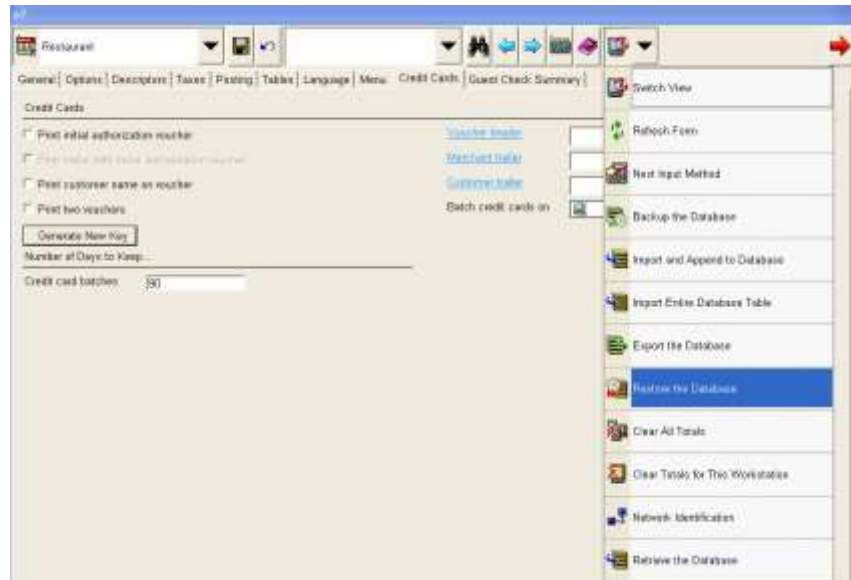 e7
Restaurant
General Options Descriptors Taxes Posting Tables Language Menu Credit Cards Guest Check Summary
Credit Cards
Print initial authorization voucher
Print customer name on voucher
Print two vouchers
Generate New Key
Number of Days to Keep...
Credit card batches 90
Voucher header
Merchant trailer
Customer trailer
Batch credit cards on
Switch View
Refresh Form
Next Input Method
Backup the Database
Import and Append to Database
Import Entire Database Table
Export the Database
Restore the Database
Clear All Totals
Clear Totals for This Workstation
Network Identification
Retrieve the Database